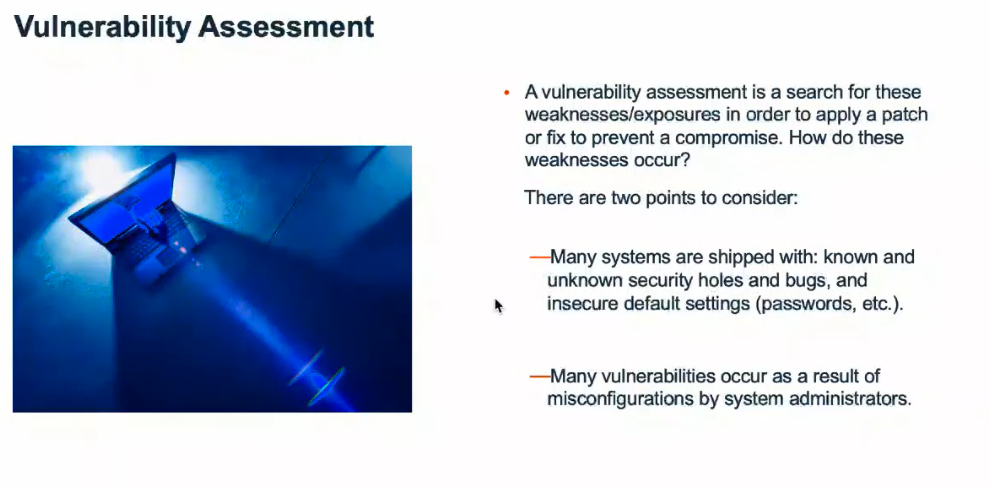 Vulnerability Assessment
• A vulnerability assessment is a search for these
weaknesses/exposures in order to apply a patch
or fix to prevent a compromise. How do these
weaknesses occur?
There are two points to consider:
—Many systems are shipped with: known and
unknown security holes and bugs, and
insecure default settings (passwords, etc.).
—Many vulnerabilities occur as a result of
misconfigurations by system administrators.